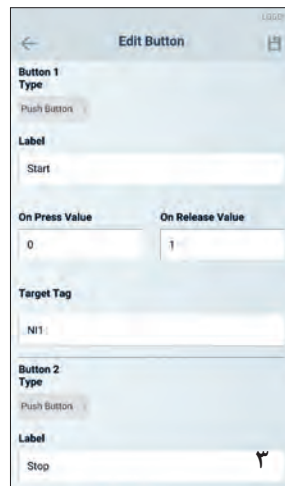 Edit Button
Button 1
Type
Push Button
Label
Start
On Press Value On Release Value
0 1
Target Tag
NI1
Button 2
Type
Push Button
Label
Stop
۳